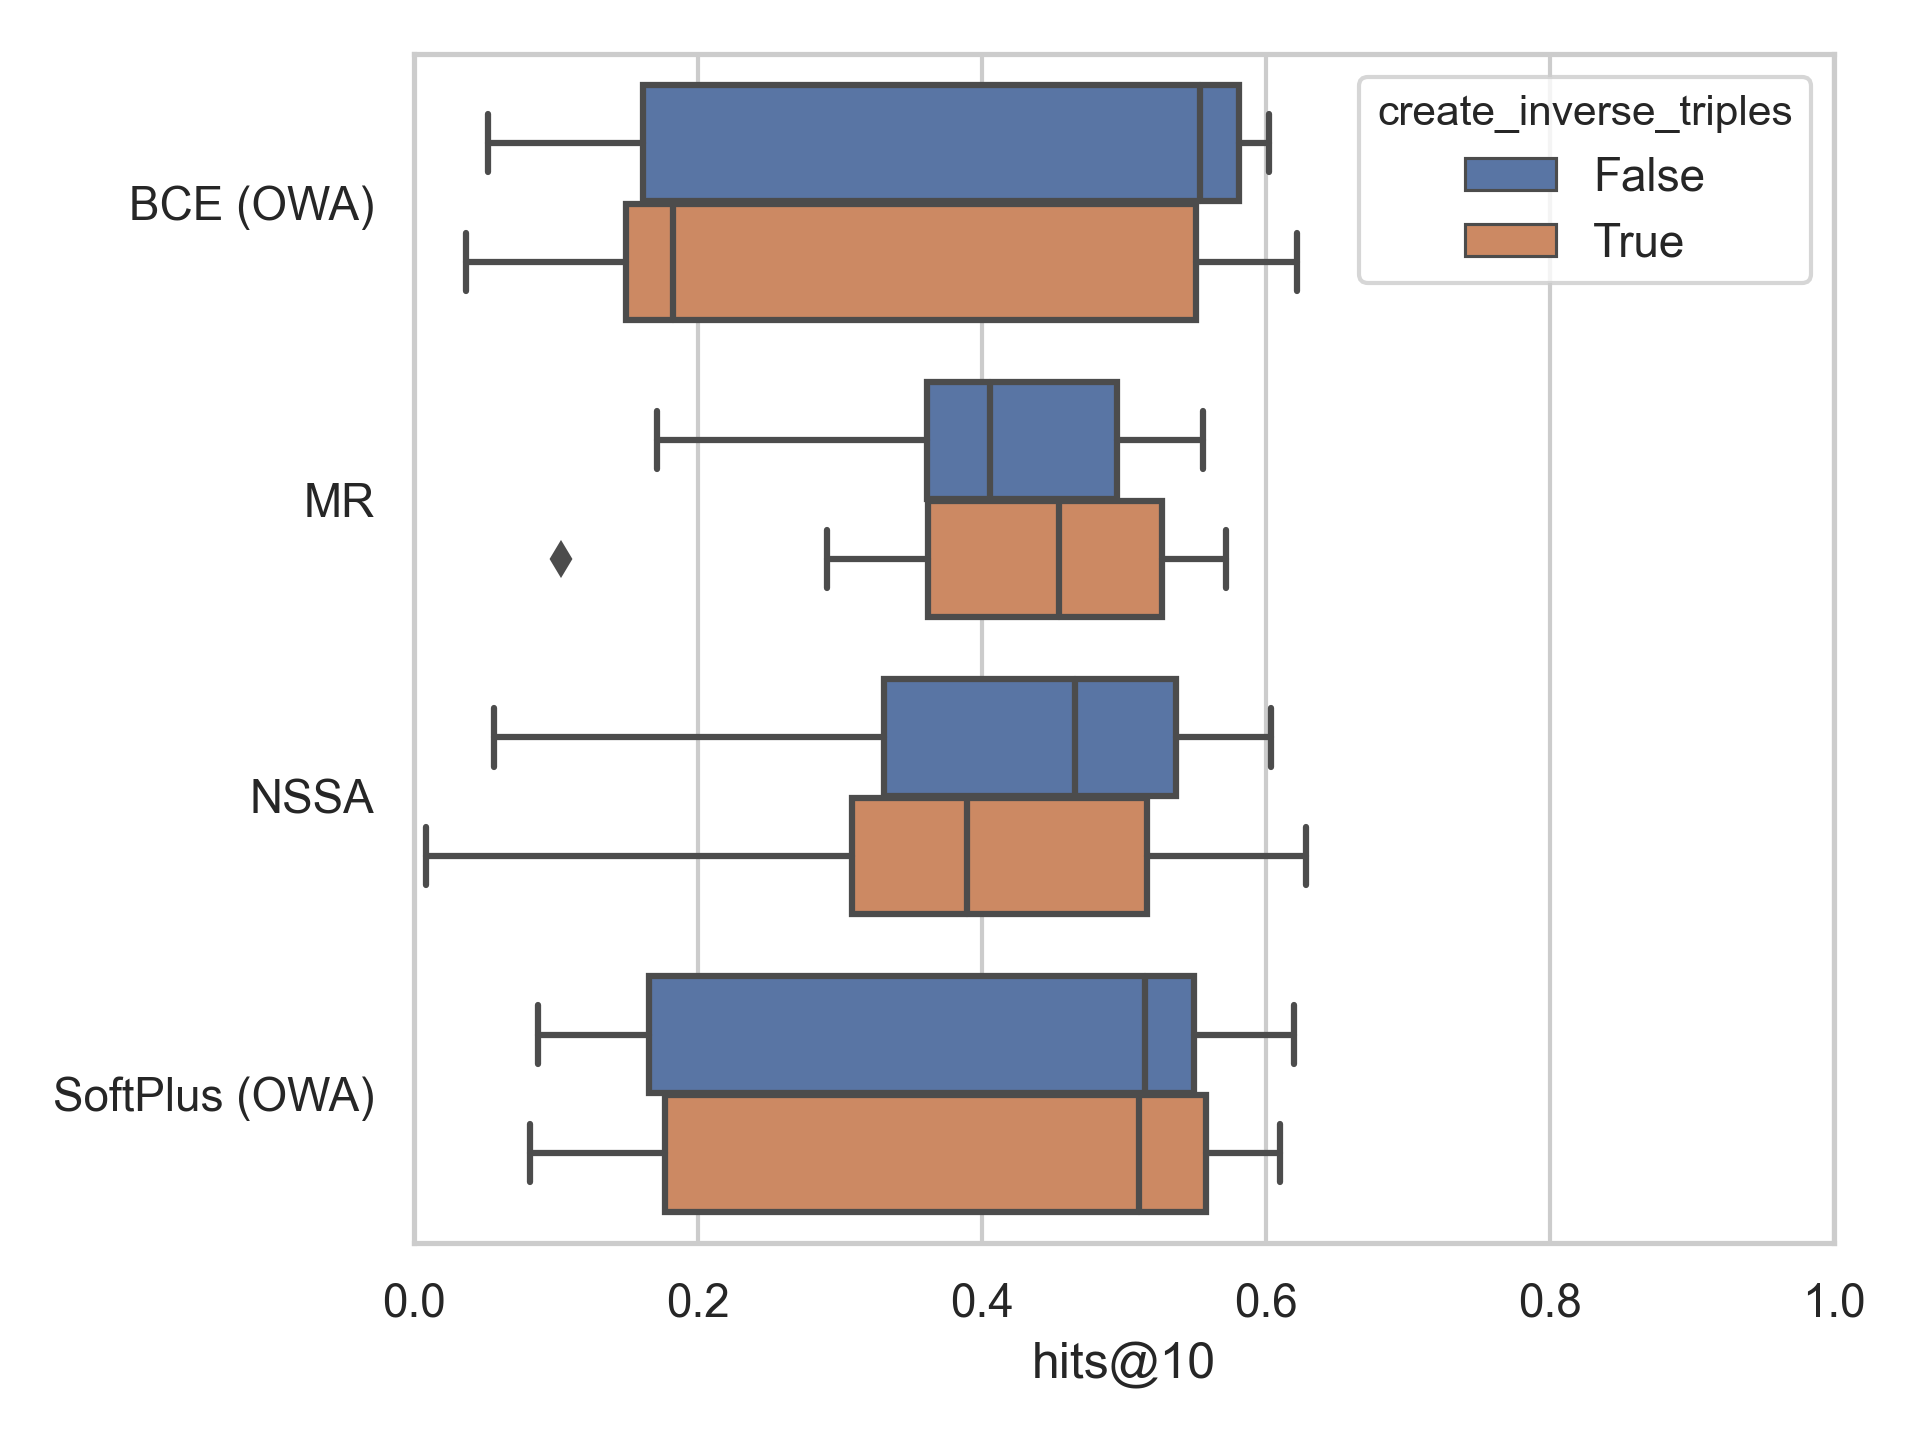 create_inverse_triples
False
True
BCE (OWA)
MR
NSSA
SoftPlus (OWA)
0.0 0.2 0.4 0.6 0.8 1.0
hits@10